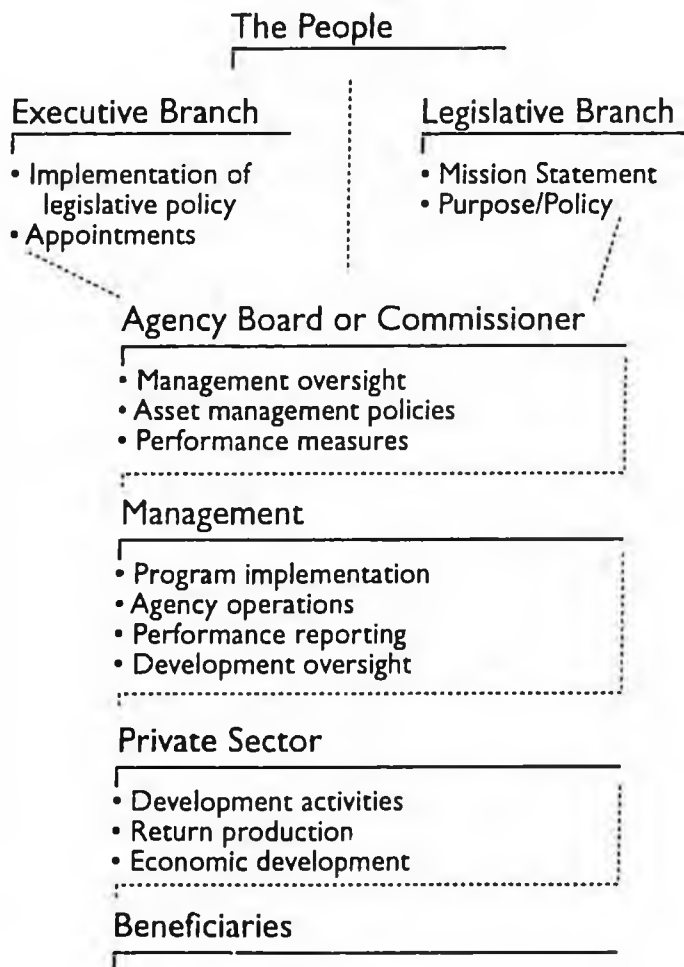 The People
Executive Branch
• Implementation of
legislative policy
• Appointments
Legislative Branch
• Mission Statement
• Purpose/Policy
Agency Board or Commissioner
• Management oversight
• Asset management policies
• Performance measures
Management
• Program implementation
• Agency operations
• Performance reporting
• Development oversight
Private Sector
• Development activities
• Return production
• Economic development
Beneficiaries